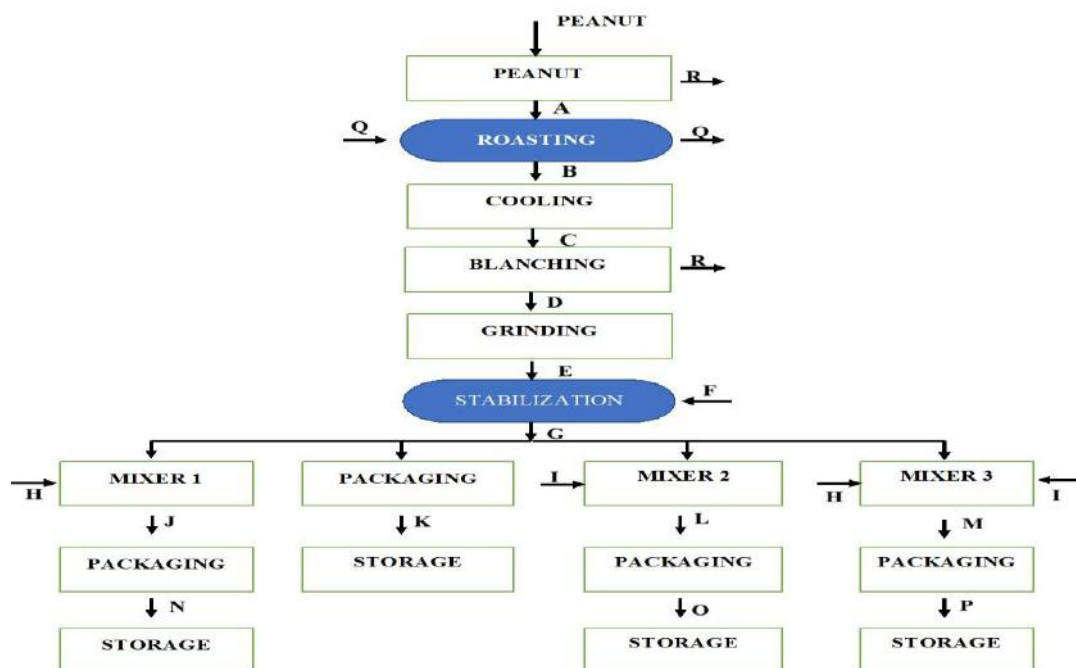 PEANUT
PEANUT
R
A
Q
ROASTING
Q
B
COOLING
C
BLANCHING
R
D
GRINDING
E
STABILIZATION
F
G
H
MIXER 1
PACKAGING
I
MIXER 2
H
MIXER 3
I
J
K
L
M
PACKAGING
STORAGE
PACKAGING
PACKAGING
N
O
P
STORAGE
STORAGE
STORAGE